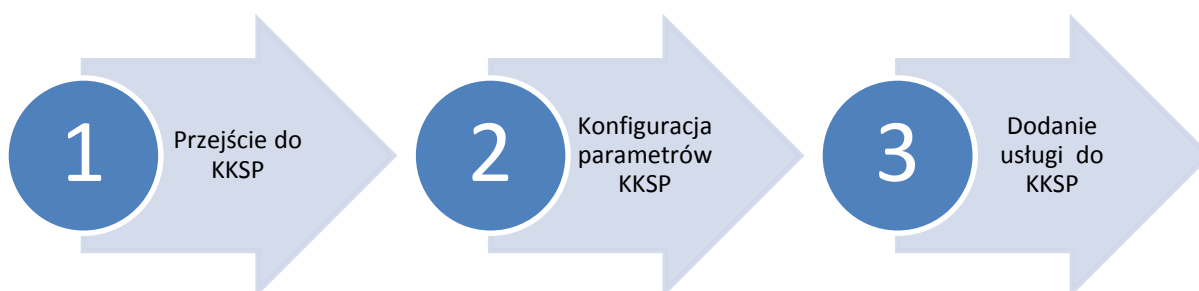 1
Przejście do
KKSP
2
Konfiguracja
parametrów
KKSP
3
Dodanie
usługi do
KKSP